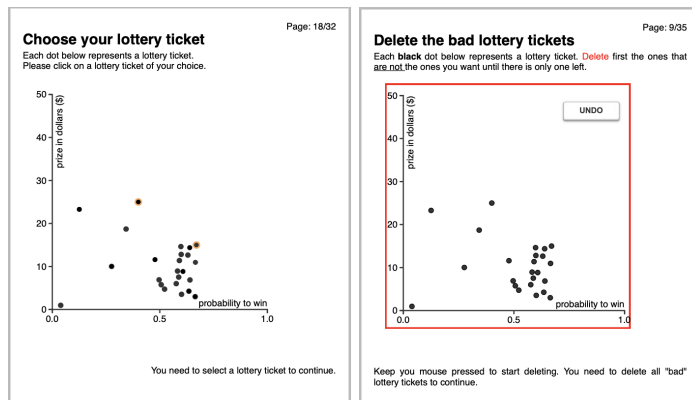 Page: 18/32
Choose your lottery ticket
Each dot below represents a lottery ticket.
Please click on a lottery ticket of your choice.
prize in dollars ($)
50
40
30
20
10
0
probability to win
0.0
0.5
1.0
You need to select a lottery ticket to continue.
Page: 9/35
Delete the bad lottery tickets
Each black dot below represents a lottery ticket. Delete first the ones that
are not the ones you want until there is only one left.
UNDO
prize in dollars ($)
50
40
30
20
10
0
probability to win
0.0
0.5
1.0
Keep you mouse pressed to start deleting. You need to delete all "bad"
lottery tickets to continue.